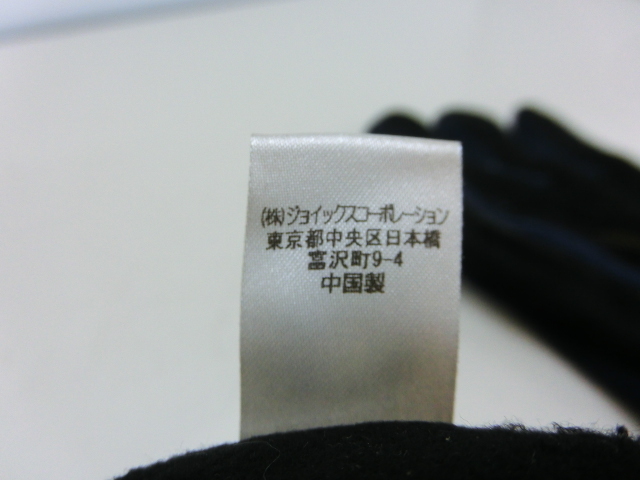 (株)ジョイックスコーポレーション
東京都中央区日本橋
富沢町9-4
中国製